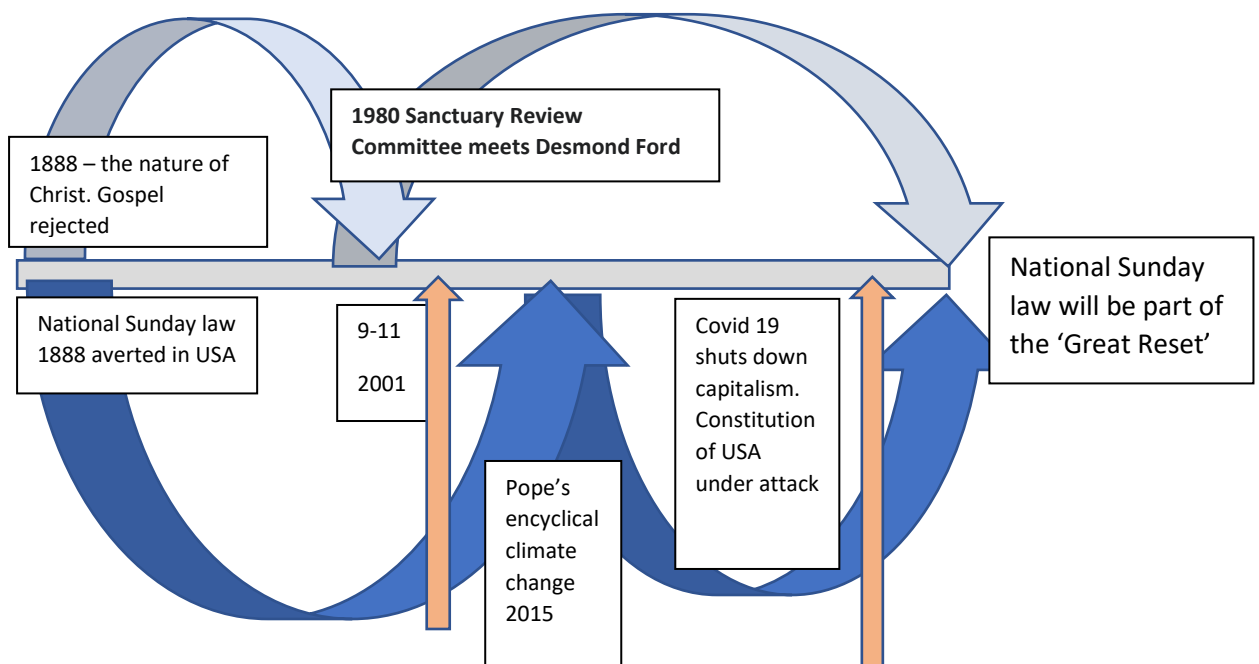 1980 Sanctuary Review
Committee meets Desmond Ford
1888 – the nature of
Christ. Gospel
rejected
National Sunday law
1888 averted in USA
9-11
2001
Pope’s
encyclical
climate
change
2015
Covid 19
shuts down
capitalism.
Constitution
of USA
under attack
National Sunday
law will be part of
the ‘Great Reset’